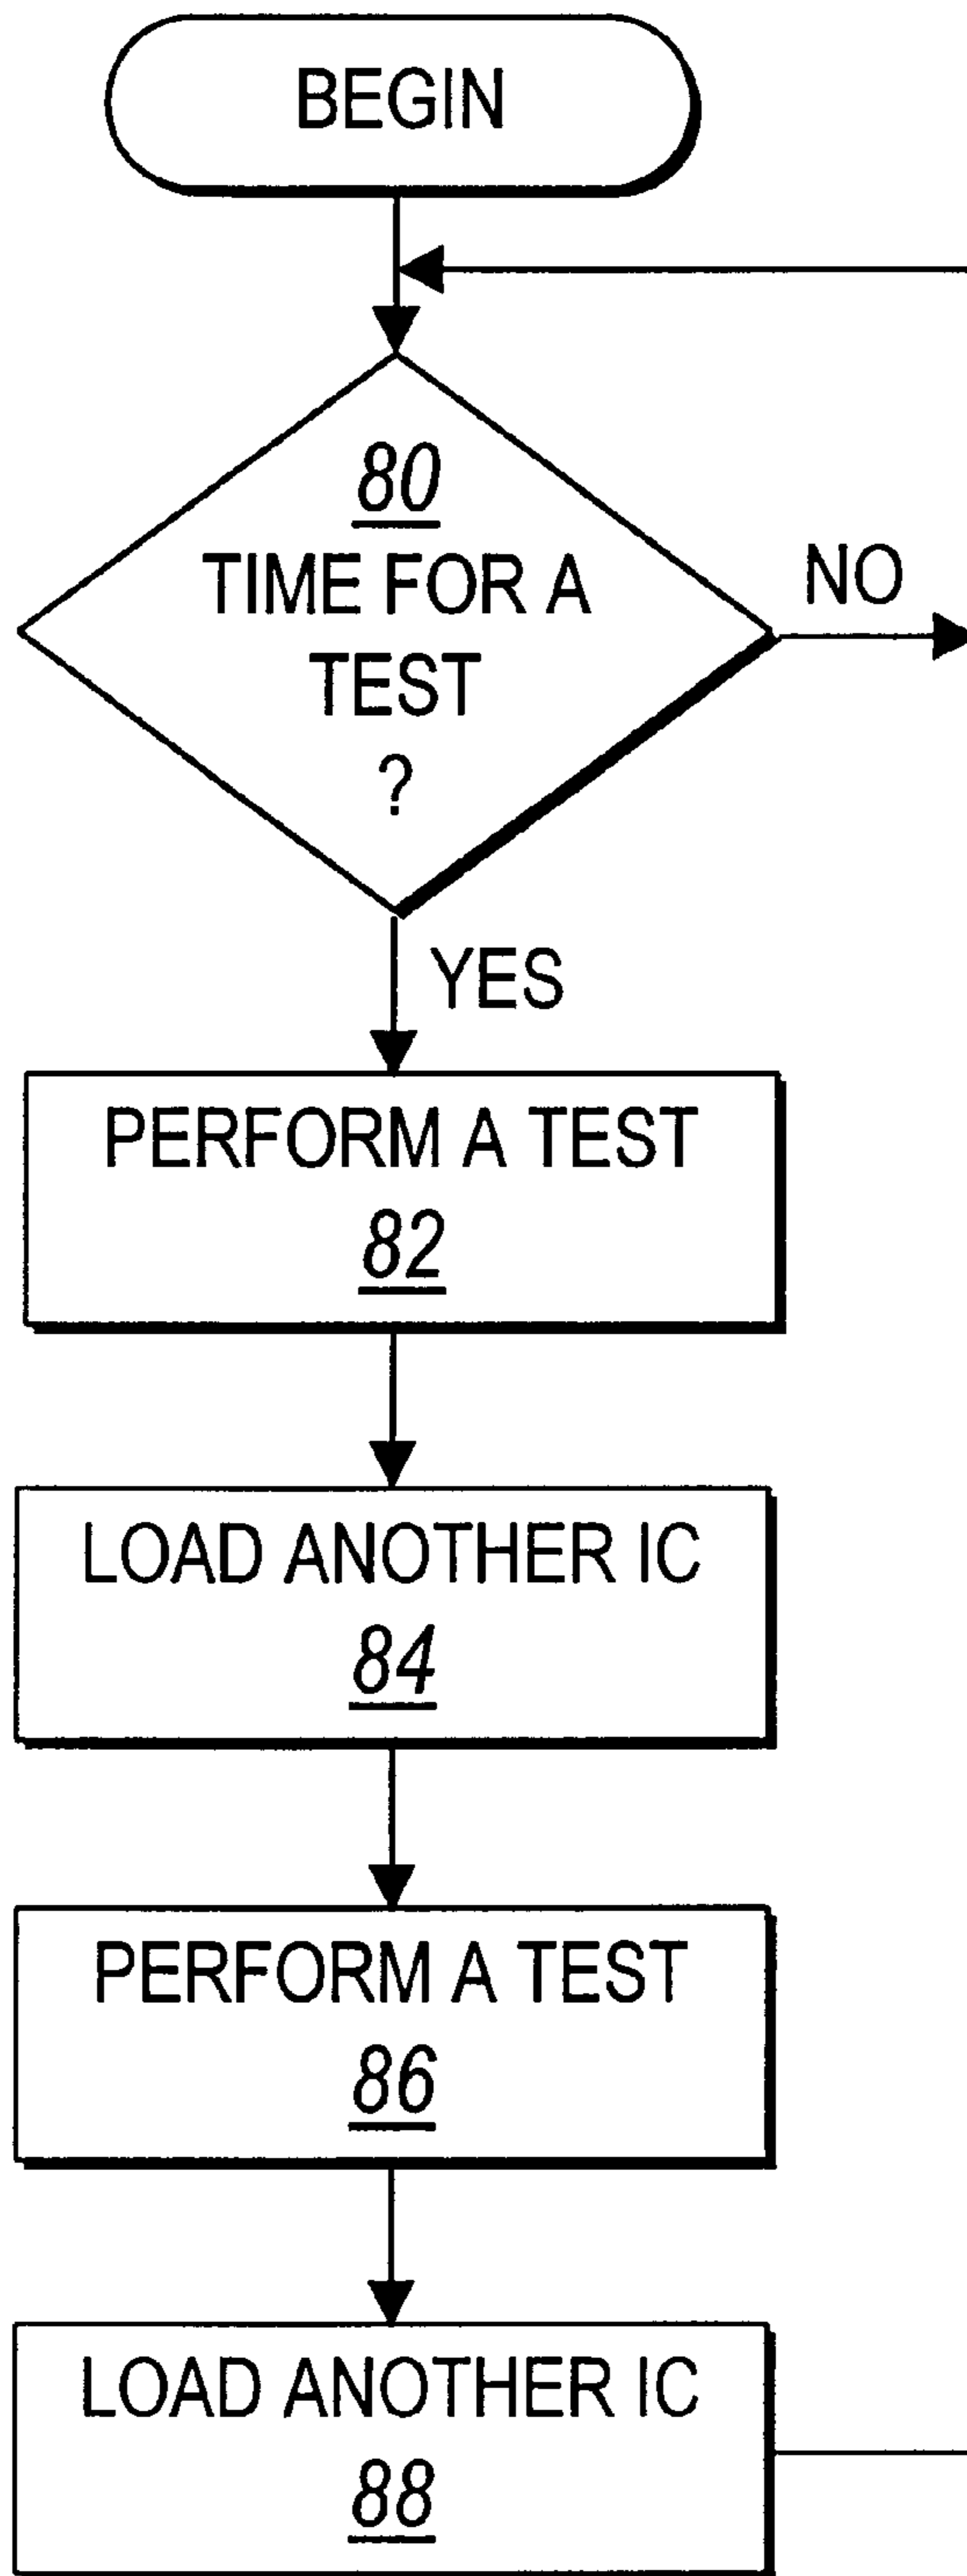 BEGIN
80
TIME FOR A
TEST
?
NO
YES
PERFORM A TEST
82
LOAD ANOTHER IC
84
PERFORM A TEST
86
LOAD ANOTHER IC
88